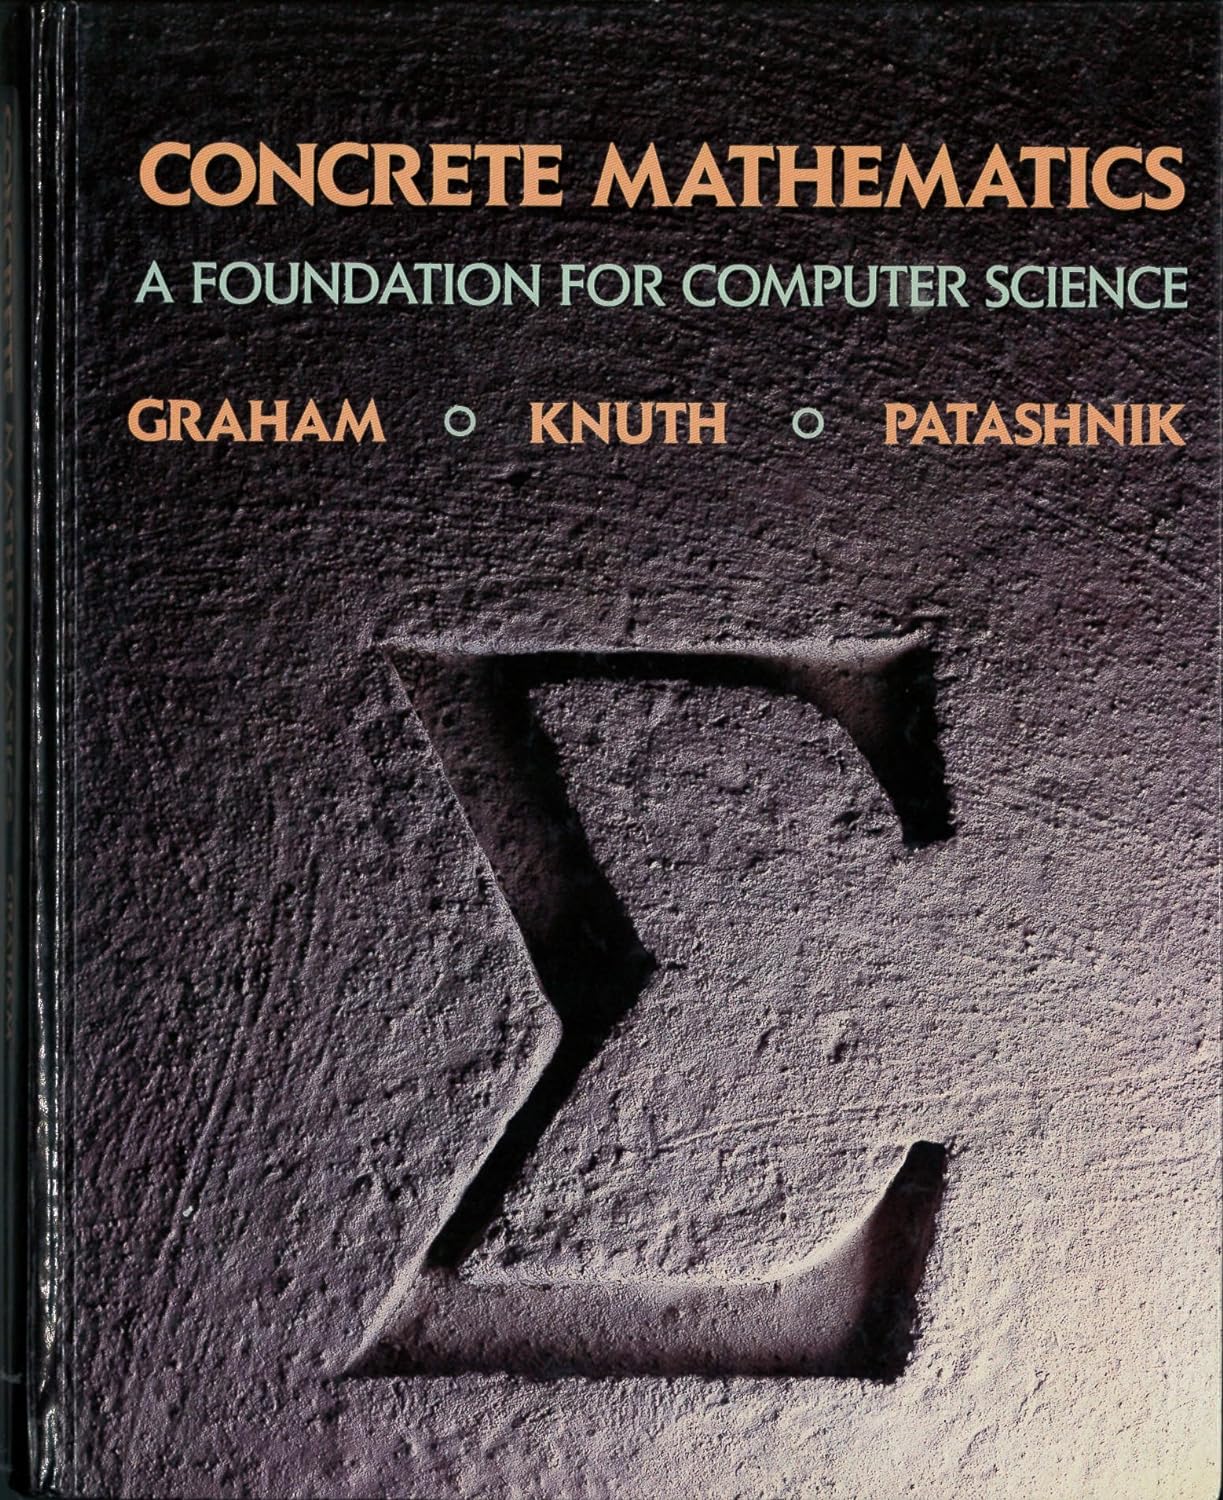 CONCRETE MATHEMATICS
A FOUNDATION FOR COMPUTER SCIENCE
GRAHAM o KNUTH o PATASHNIK
Σ